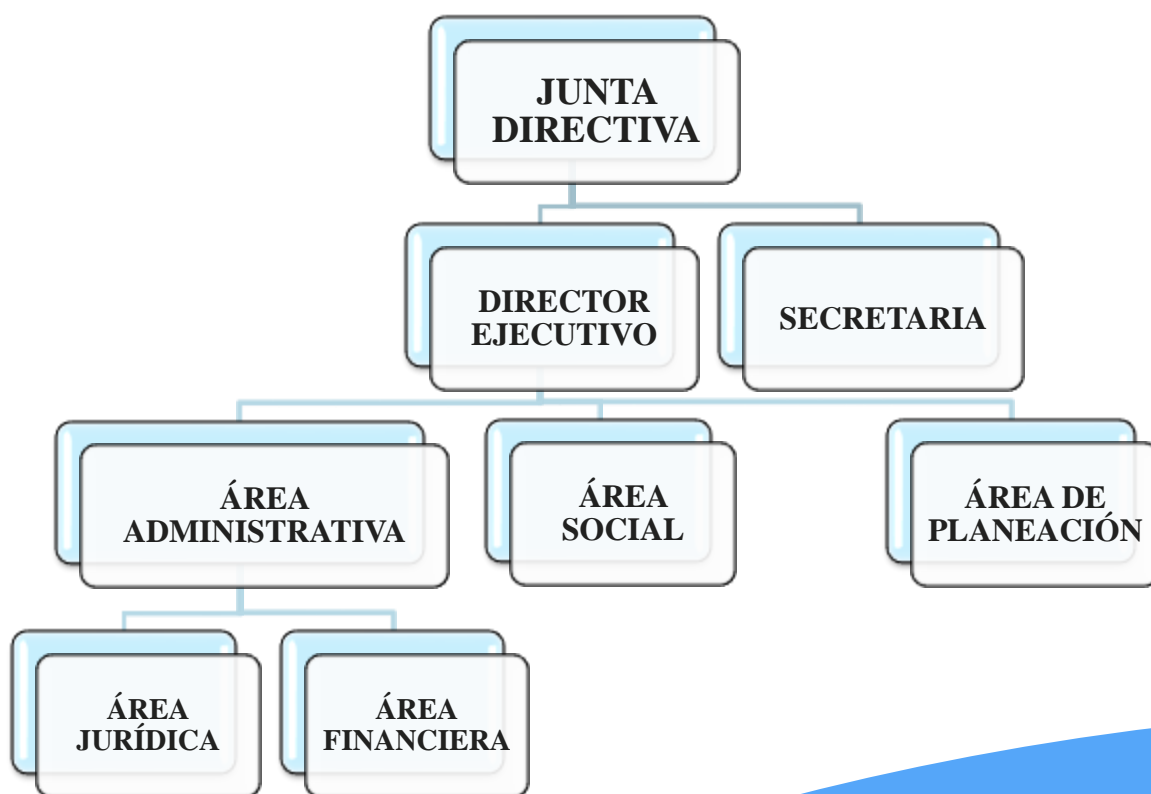 JUNTA
DIRECTIVA
DIRECTOR
EJECUTIVO
SECRETARIA
ÁREA
ADMINISTRATIVA
ÁREA
SOCIAL
ÁREA DE
PLANEACIÓN
ÁREA
JURÍDICA
ÁREA
FINANCIERA